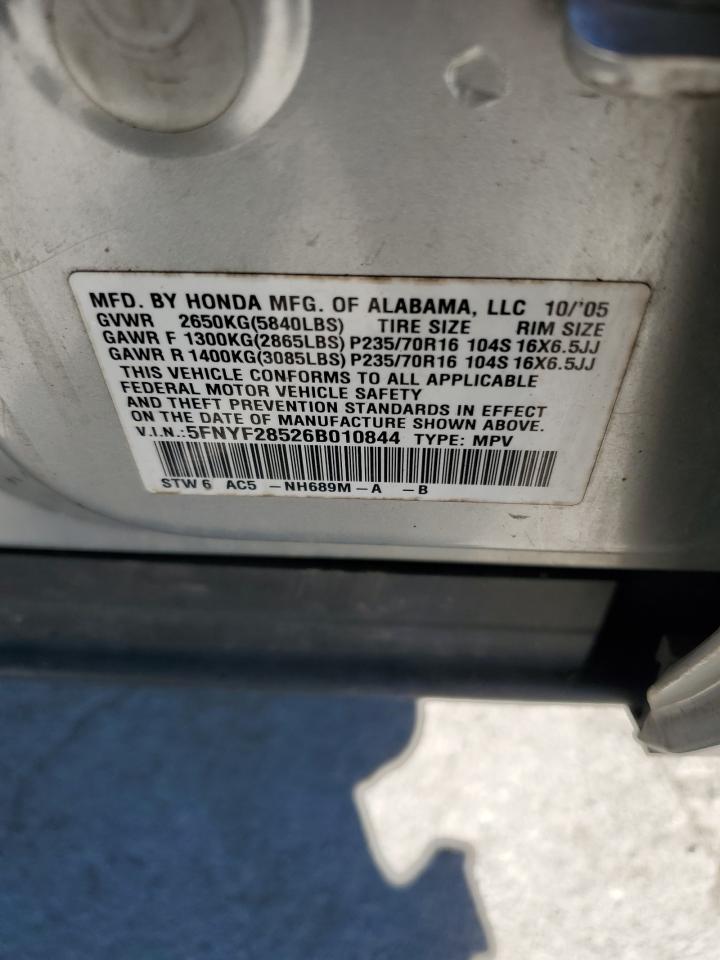 MFD. BY HONDA MFG. OF ALABAMA, LLC 10/'05
GVWR 2650KG(5840LBS) TIRE SIZE RIM SIZE
GAWR F 1300KG(2865LBS) P235/70R16 104S 16X6.5JJ
GAWR R 1400KG(3085LBS) P235/70R16 104S 16X6.5JJ
THIS VEHICLE CONFORMS TO ALL APPLICABLE
FEDERAL MOTOR VEHICLE SAFETY
AND THEFT PREVENTION STANDARDS IN EFFECT
ON THE DATE OF MANUFACTURE SHOWN ABOVE.
V.I.N.:5FNYF28526B010844 TYPE: MPV
STW 6 AC5 -NH689M-A -B